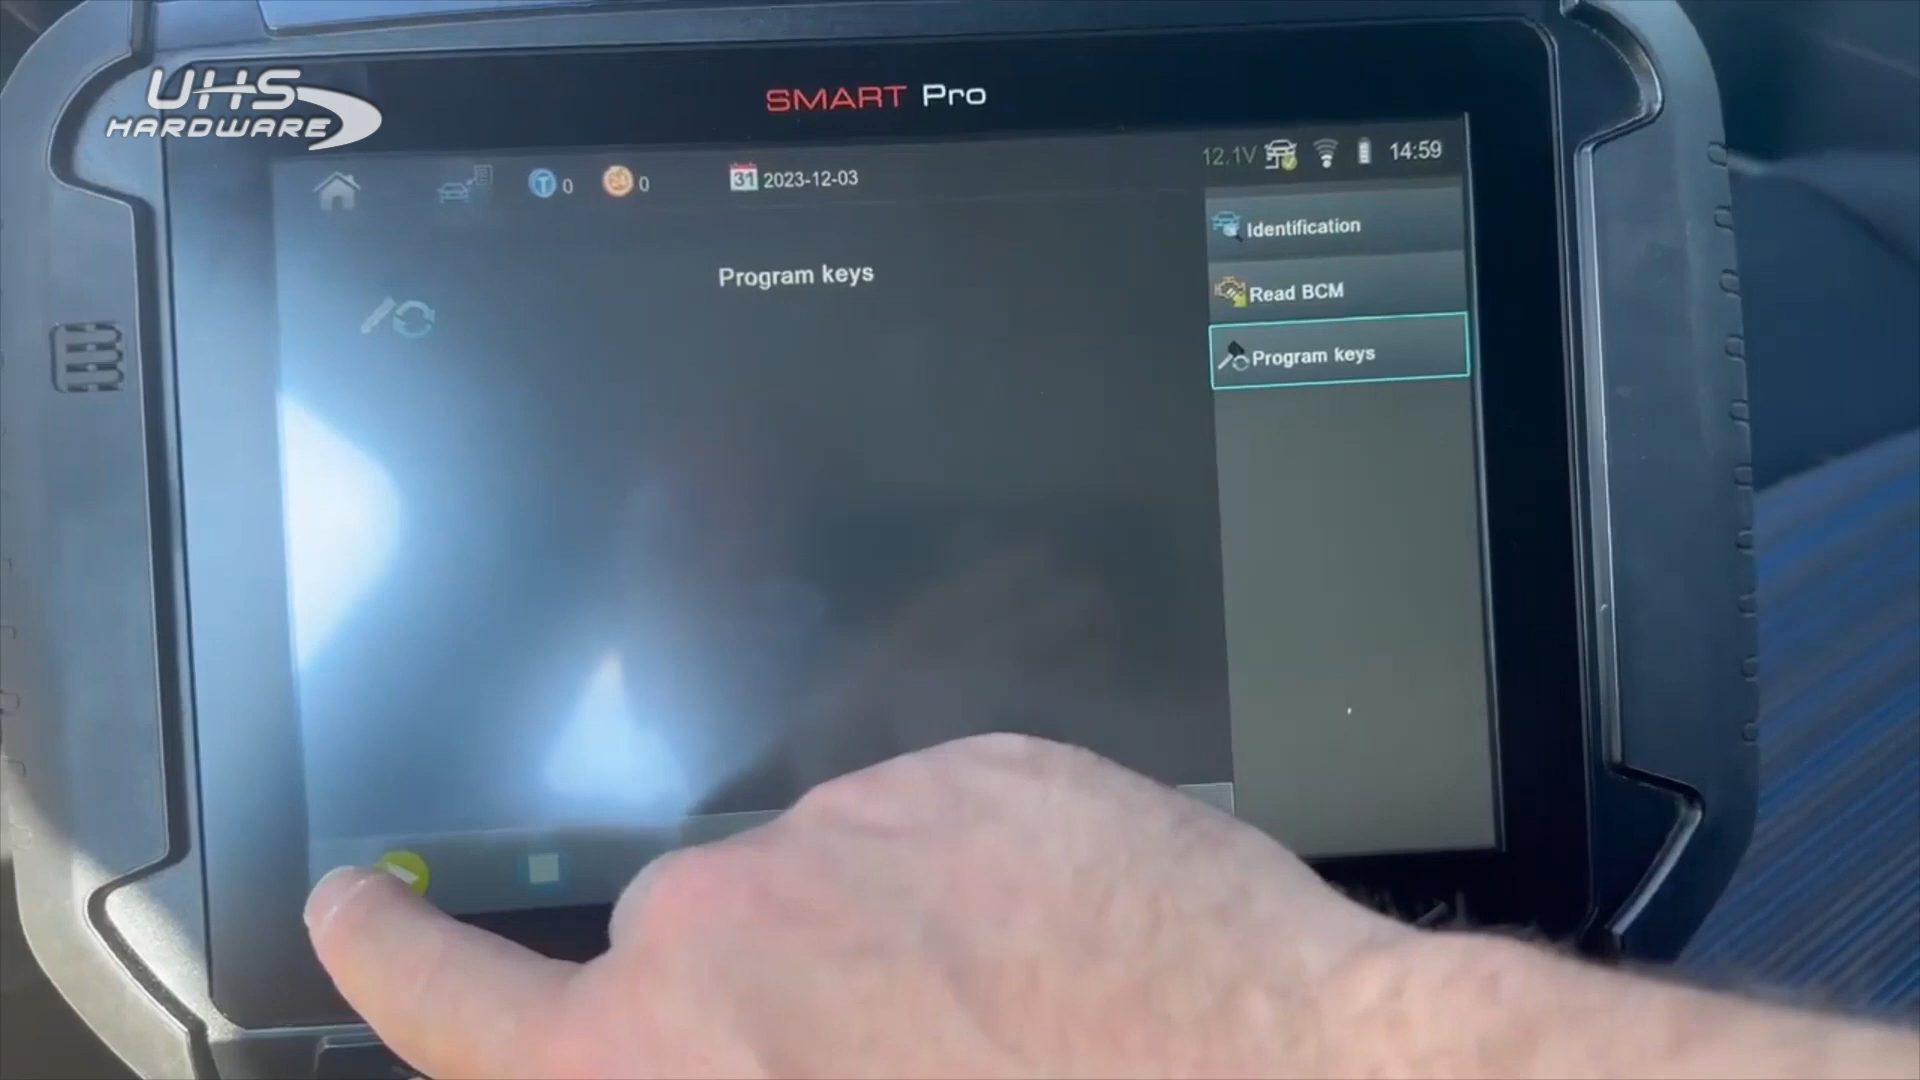 UHS
HARDWARE
SMART Pro
T 0
0
31 2023-12-03
12.1V
14:59
Identification
Read BCM
Program keys
Program keys